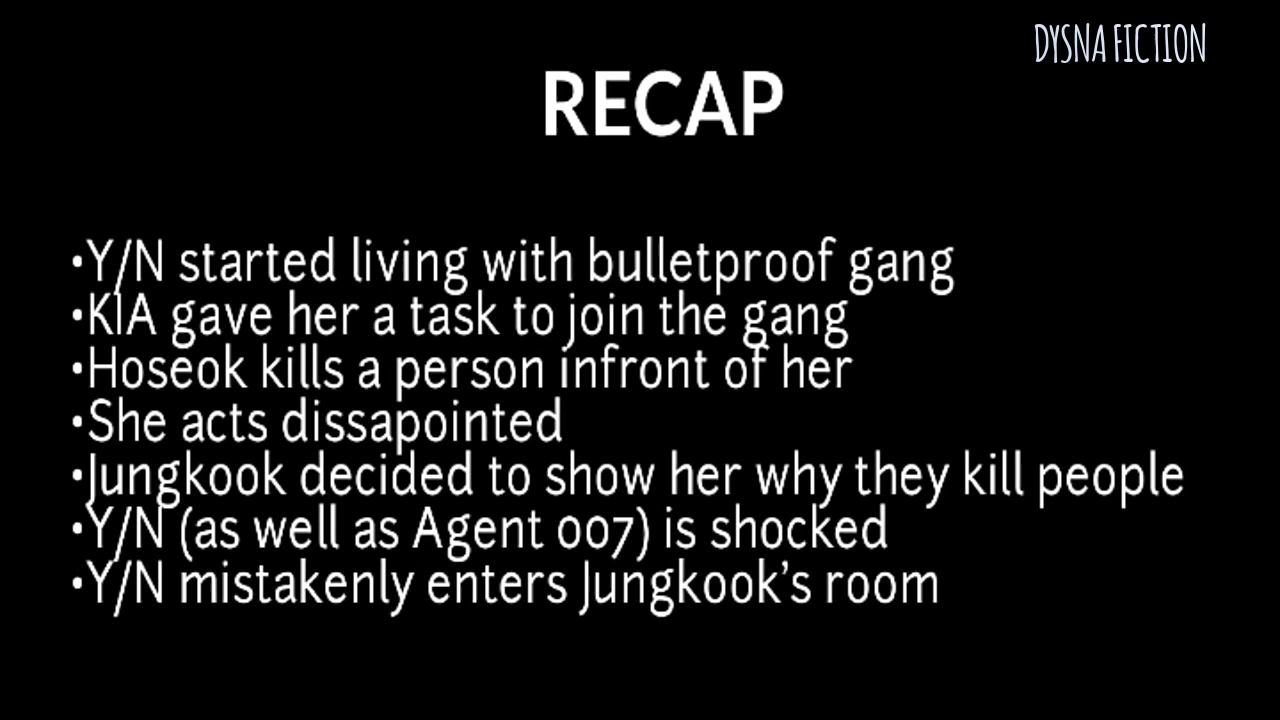 DYSNA FICTION
RECAP
•Y/N started living with bulletproof gang
•KIA gave her a task to join the gang
•Hoseok kills a person infront of her
•She acts dissapointed
•Jungkook decided to show her why they kill people
•Y/N (as well as Agent 007) is shocked
•Y/N mistakenly enters Jungkook’s room